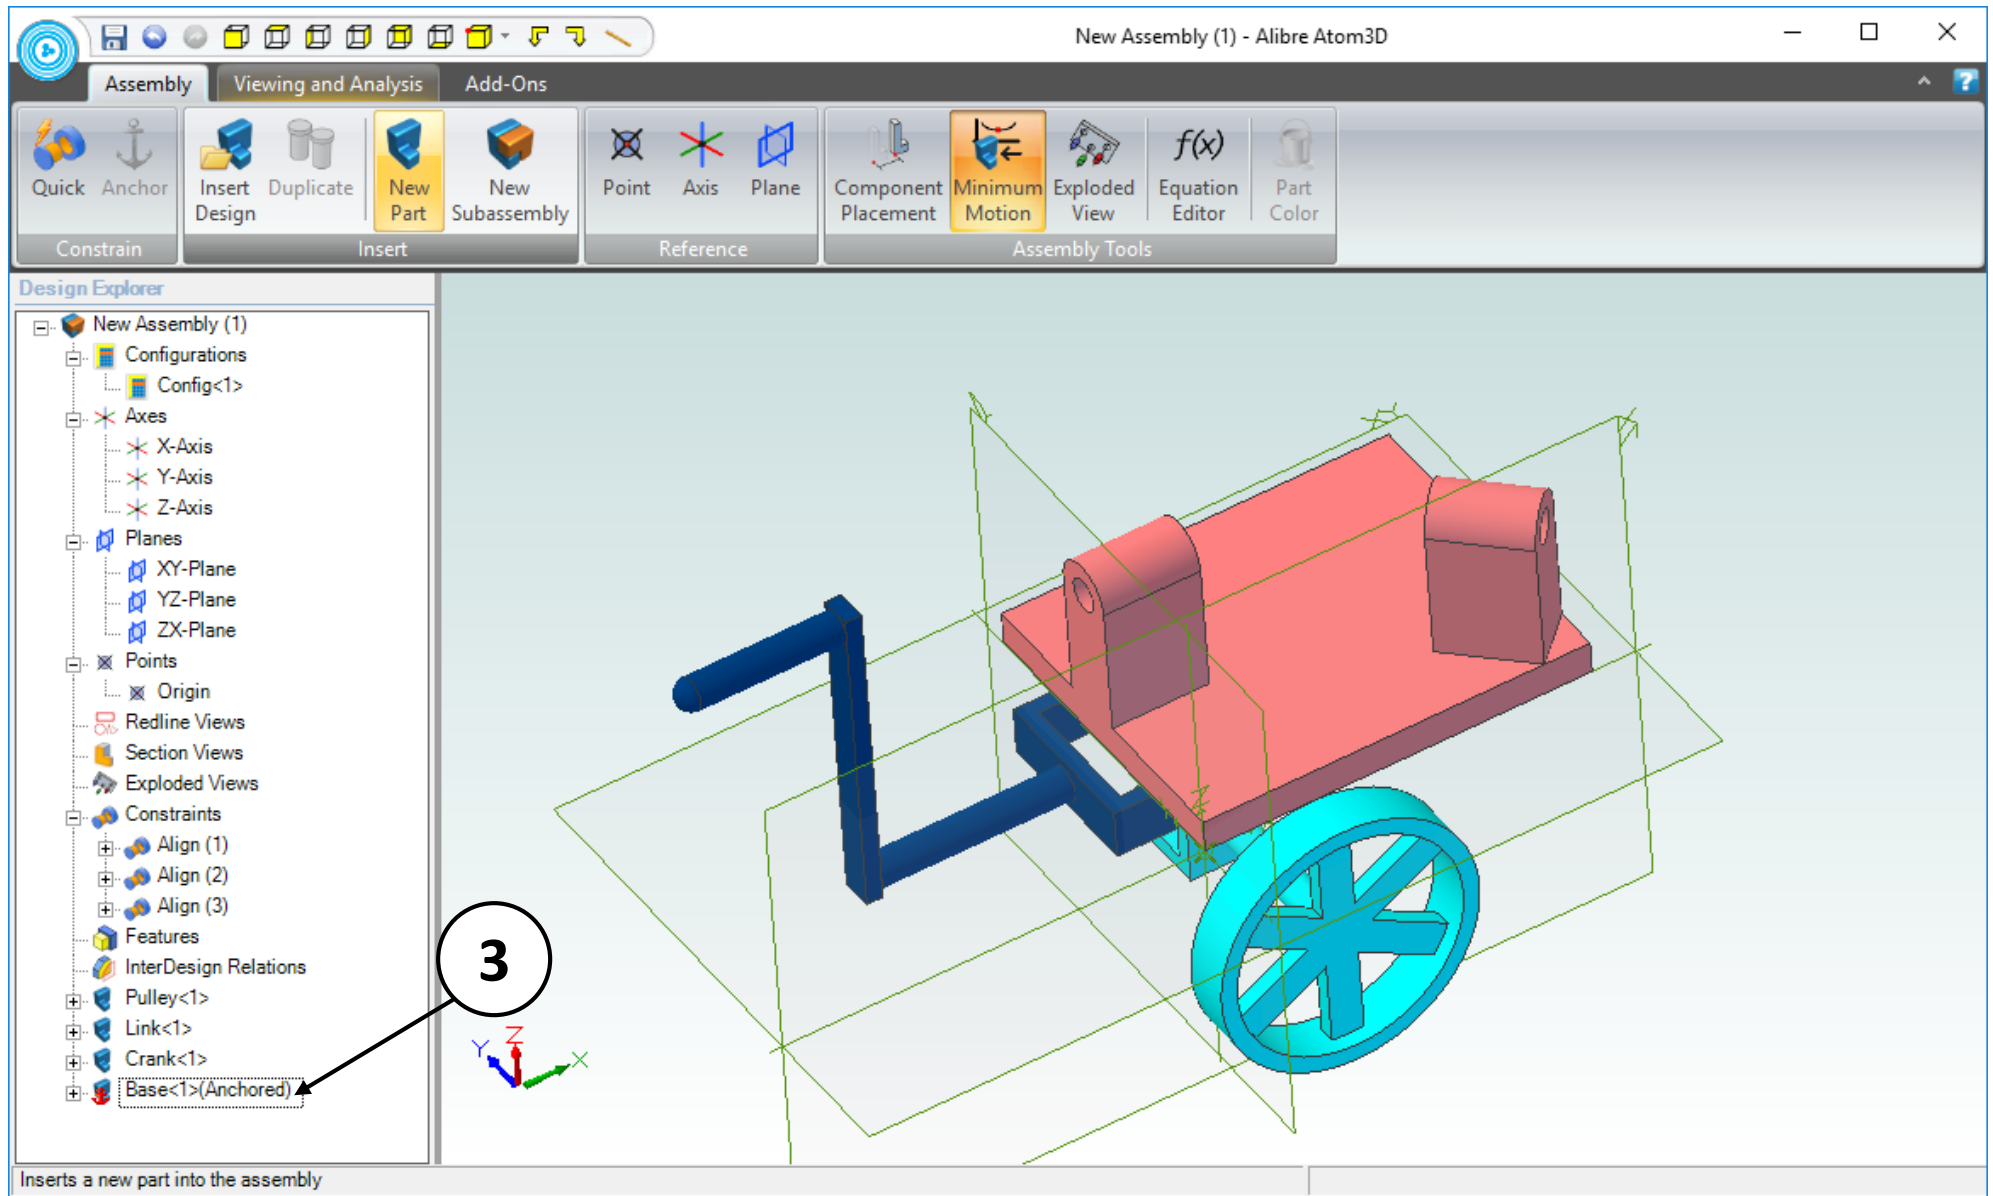 New Assembly (1) - Alibre Atom3D
Assembly
Viewing and Analysis
Add-Ons
?
Quick
Anchor
Insert Design
Duplicate
New Part
New Subassembly
Point
Axis
Plane
Component Placement
Minimum Motion
Exploded View
f(x)
Equation Editor
Part Color
Constrain
Insert
Reference
Assembly Tools
Design Explorer
New Assembly (1)
Configurations
Config<1>
Axes
X-Axis
Y-Axis
Z-Axis
Planes
XY-Plane
YZ-Plane
ZX-Plane
Points
Origin
Redline Views
Section Views
Exploded Views
Constraints
Align (1)
Align (2)
Align (3)
Features
InterDesign Relations
Pulley<1>
Link<1>
Crank<1>
Base<1>(Anchored)
3
Z
Y
X
Inserts a new part into the assembly